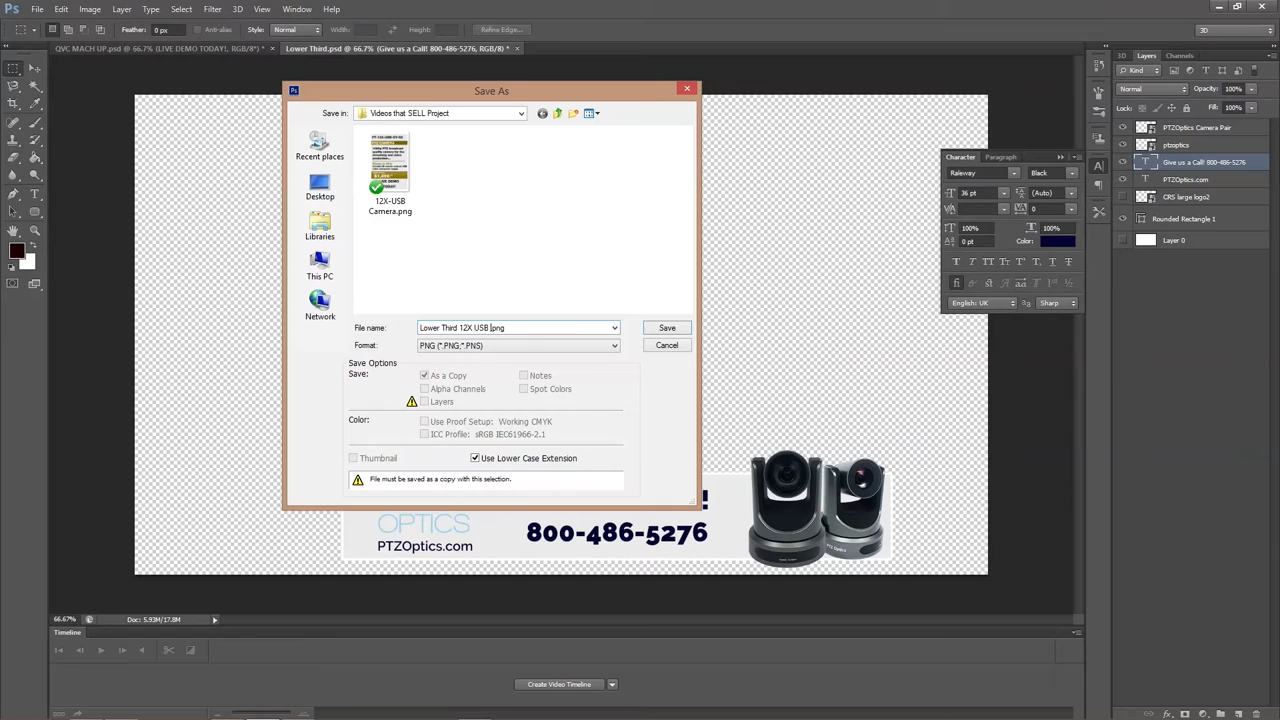 Ps File Edit Image Layer Type Select Filter 3D View Window Help
Feather: 0 px Anti-alias Style: Normal Width: Height: Refine Edge... 3D
QVC MACH UP.psd @ 66.7% (LIVE DEMO TODAY!, RGB/8*) * × Lower Third.psd @ 66.7% (Give us a Call! 800-486-5276, RGB/8) * ×
3D Layers Channels
Kind
Normal Opacity: 100%
Lock: Fill: 100%
PTZOptics Camera Pair
ptzoptics
Give us a Call! 800-486-5276
PTZOptics.com
CRS large logo2
Rounded Rectangle 1
Layer 0
Character Paragraph
Raleway Black
36 pt (Auto)
0
100% 100%
0 pt Color:
English: UK Sharp
Save As
Save in: Videos that SELL Project
Recent places
Desktop
Libraries
This PC
Network
12X-USB
Camera.png
File name: Lower Third 12X USB .png Save
Format: PNG (*.PNG;*.PNS) Cancel
Save Options
Save: As a Copy Notes
Alpha Channels Spot Colors
Layers
Color: Use Proof Setup: Working CMYK
ICC Profile: sRGB IEC61966-2.1
Thumbnail Use Lower Case Extension
File must be saved as a copy with this selection.
OPTICS
PTZOptics.com
!
800-486-5276
66.67% Doc: 5.93M/17.8M
Timeline
Create Video Timeline